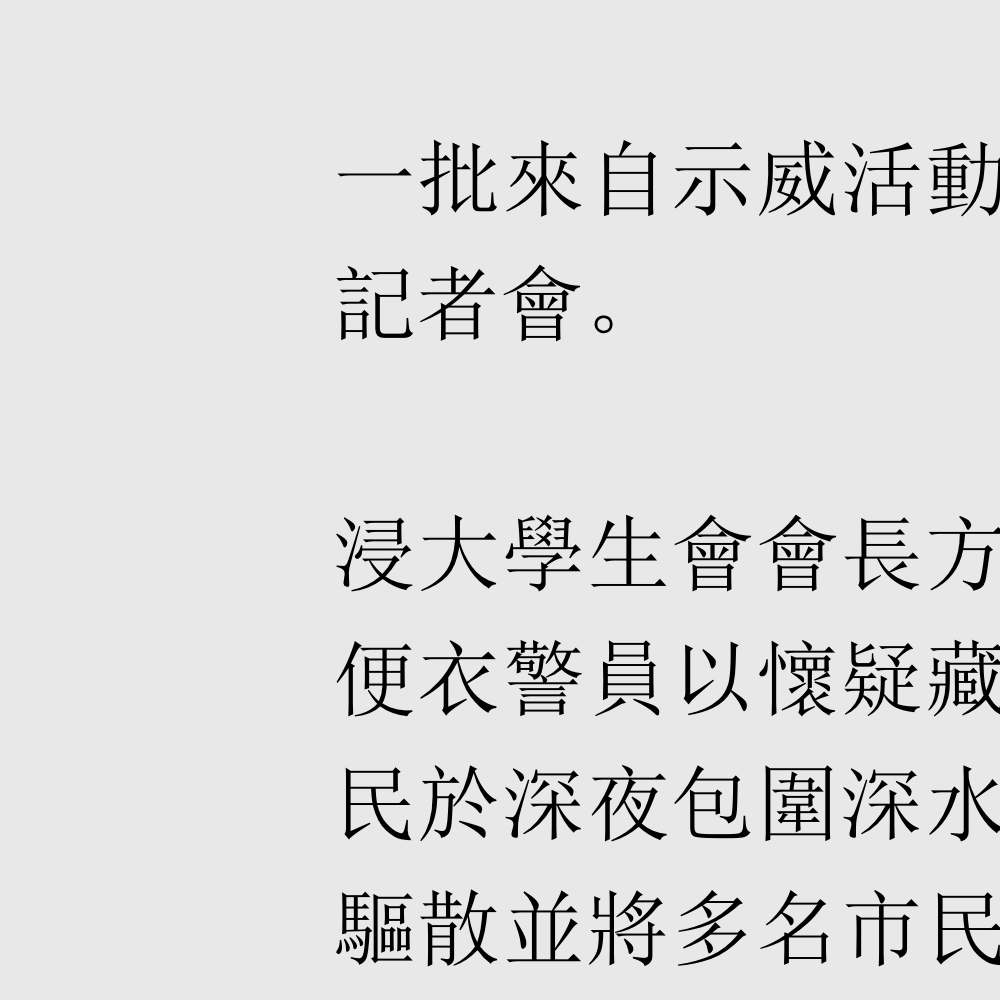 一批來自示威活動
記者會。
浸大學生會會長方
便衣警員以懷疑藏
民於深夜包圍深水
驅散並將多名市民